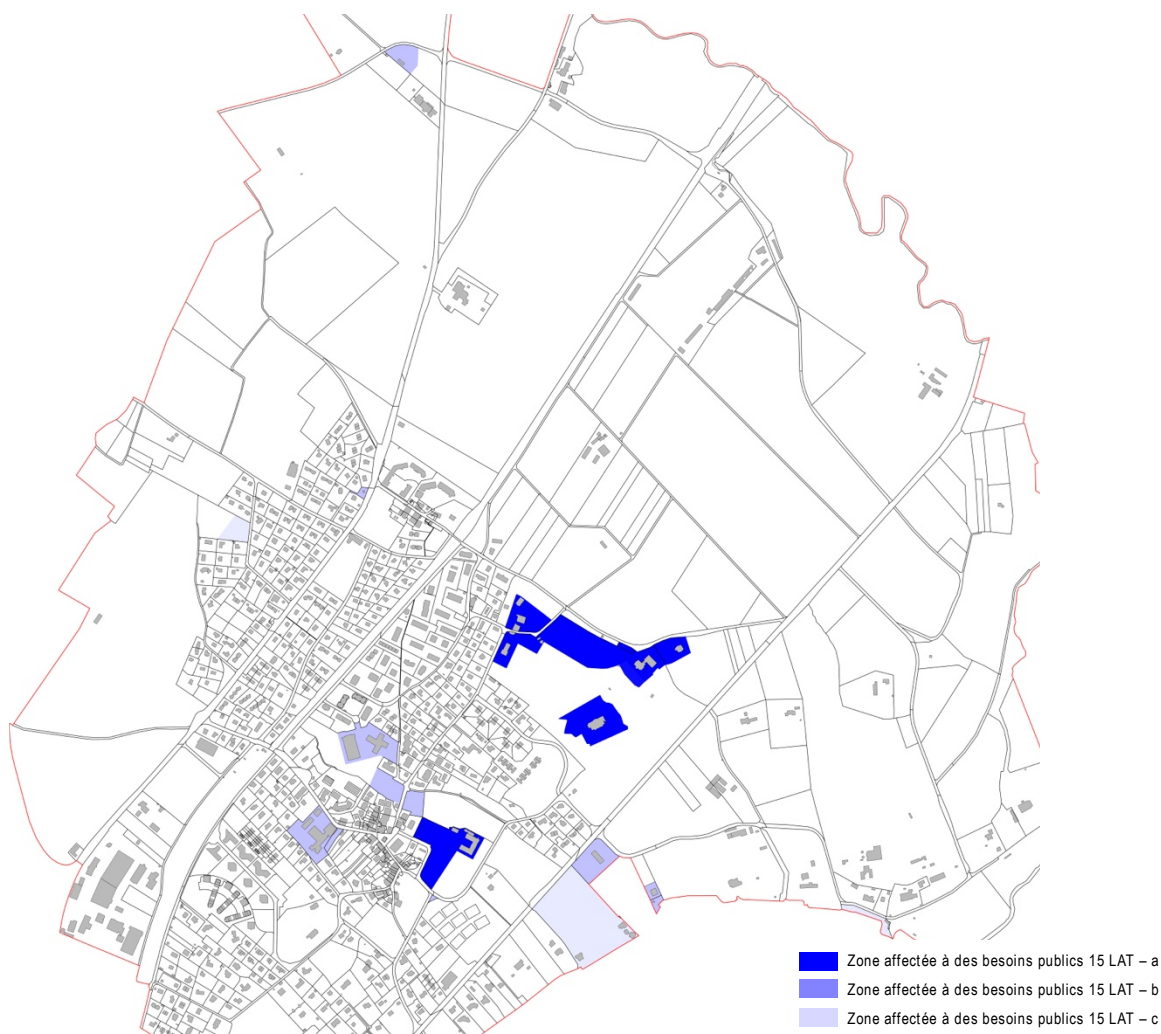 Zone affectée à des besoins publics 15 LAT – a
Zone affectée à des besoins publics 15 LAT – b
Zone affectée à des besoins publics 15 LAT – c